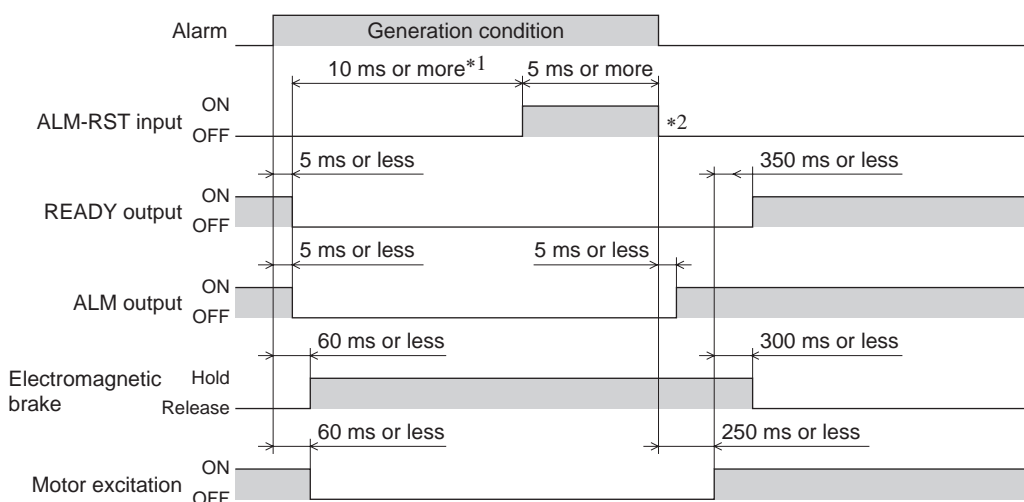 Alarm
Generation condition
10 ms or more*1
5 ms or more
ALM-RST input
ON
OFF
*2
5 ms or less
350 ms or less
READY output
ON
OFF
5 ms or less
5 ms or less
ALM output
ON
OFF
60 ms or less
300 ms or less
Electromagnetic
brake
Hold
Release
60 ms or less
250 ms or less
Motor excitation
ON
OFF